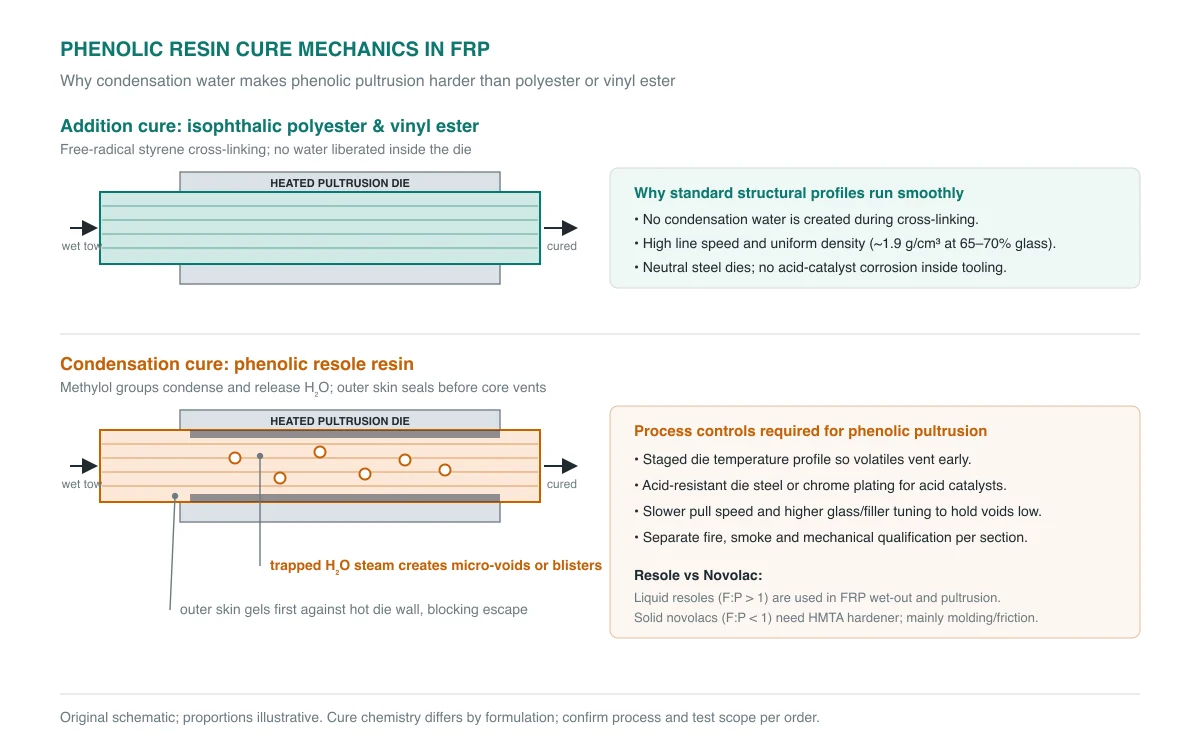 PHENOLIC RESIN CURE MECHANICS IN FRP
Why condensation water makes phenolic pultrusion harder than polyester or vinyl ester
Addition cure: isophthalic polyester & vinyl ester
Free-radical styrene cross-linking; no water liberated inside the die
HEATED PULTRUSION DIE
wet tow
cured
Why standard structural profiles run smoothly
• No condensation water is created during cross-linking.
• High line speed and uniform density (~1.9 g/cm³ at 65–70% glass).
• Neutral steel dies; no acid-catalyst corrosion inside tooling.
Condensation cure: phenolic resole resin
Methylol groups condense and release H₂O; outer skin seals before core vents
HEATED PULTRUSION DIE
wet tow
cured
trapped H₂O steam creates micro-voids or blisters
outer skin gels first against hot die wall, blocking escape
Process controls required for phenolic pultrusion
• Staged die temperature profile so volatiles vent early.
• Acid-resistant die steel or chrome plating for acid catalysts.
• Slower pull speed and higher glass/filler tuning to hold voids low.
• Separate fire, smoke and mechanical qualification per section.
Resole vs Novolac:
Liquid resoles (F:P > 1) are used in FRP wet-out and pultrusion.
Solid novolacs (F:P < 1) need HMTA hardener; mainly molding/friction.
Original schematic; proportions illustrative. Cure chemistry differs by formulation; confirm process and test scope per order.